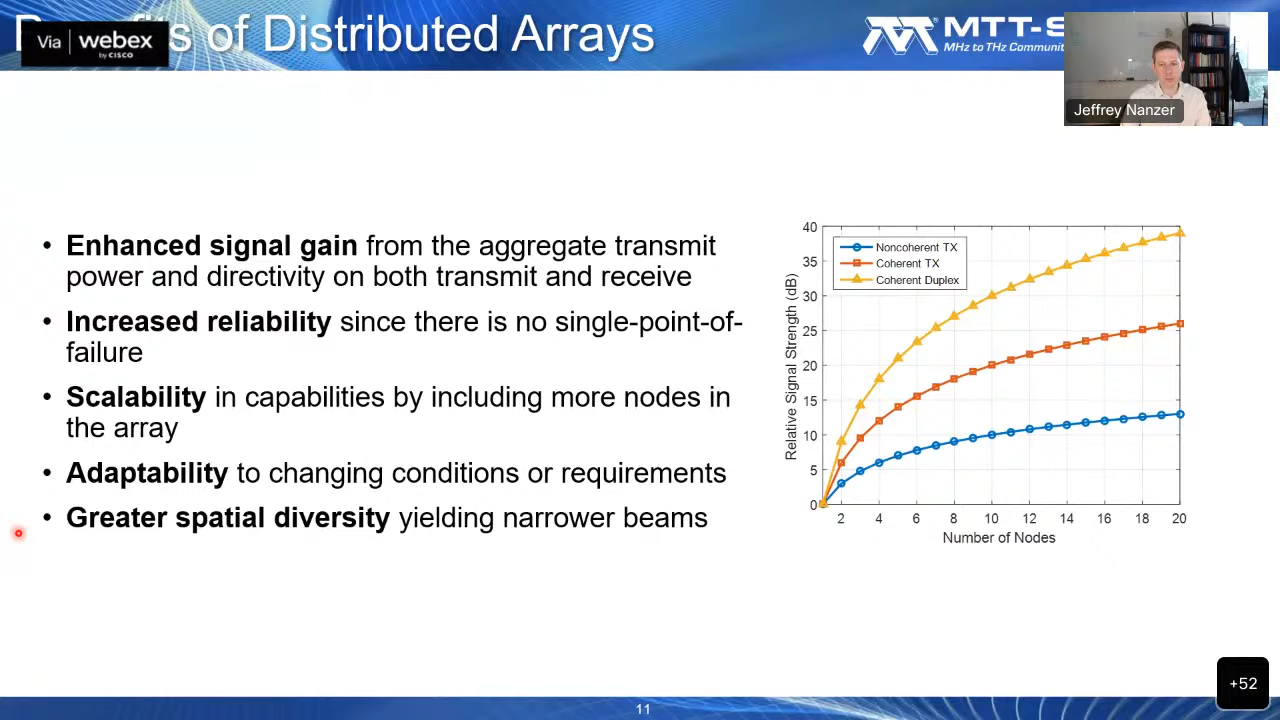 s of Distributed Arrays
Via webex
by CISCO
MTT-S
MHz to THz Communit
Jeffrey Nanzer
• Enhanced signal gain from the aggregate transmit
power and directivity on both transmit and receive
• Increased reliability since there is no single-point-of-
failure
• Scalability in capabilities by including more nodes in
the array
• Adaptability to changing conditions or requirements
• Greater spatial diversity yielding narrower beams
Noncoherent TX
Coherent TX
Coherent Duplex
Relative Signal Strength (dB)
40
35
30
25
20
15
10
5
0
2 4 6 8 10 12 14 16 18 20
Number of Nodes
+52
11